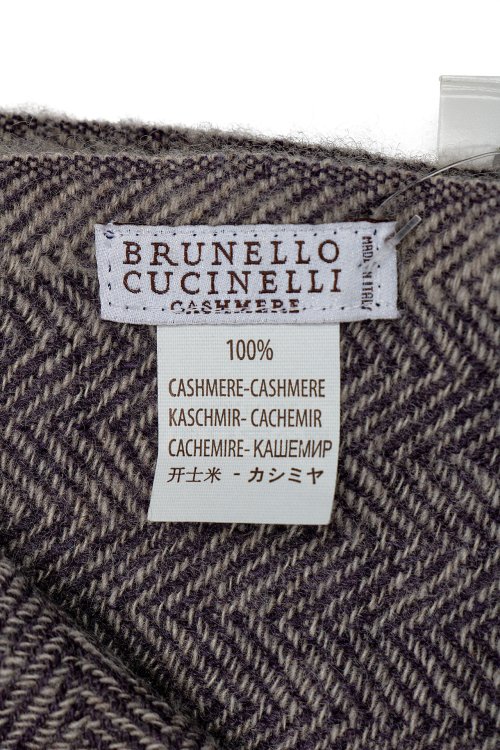 BRUNELLO
CUCINELLI
CASHMERE
MADE IN ITALY
100%
CASHMERE-CASHMERE
KASCHMIR- CACHEMIR
CACHEMIRE- КАШЕМИР
开士米 - カシミヤ